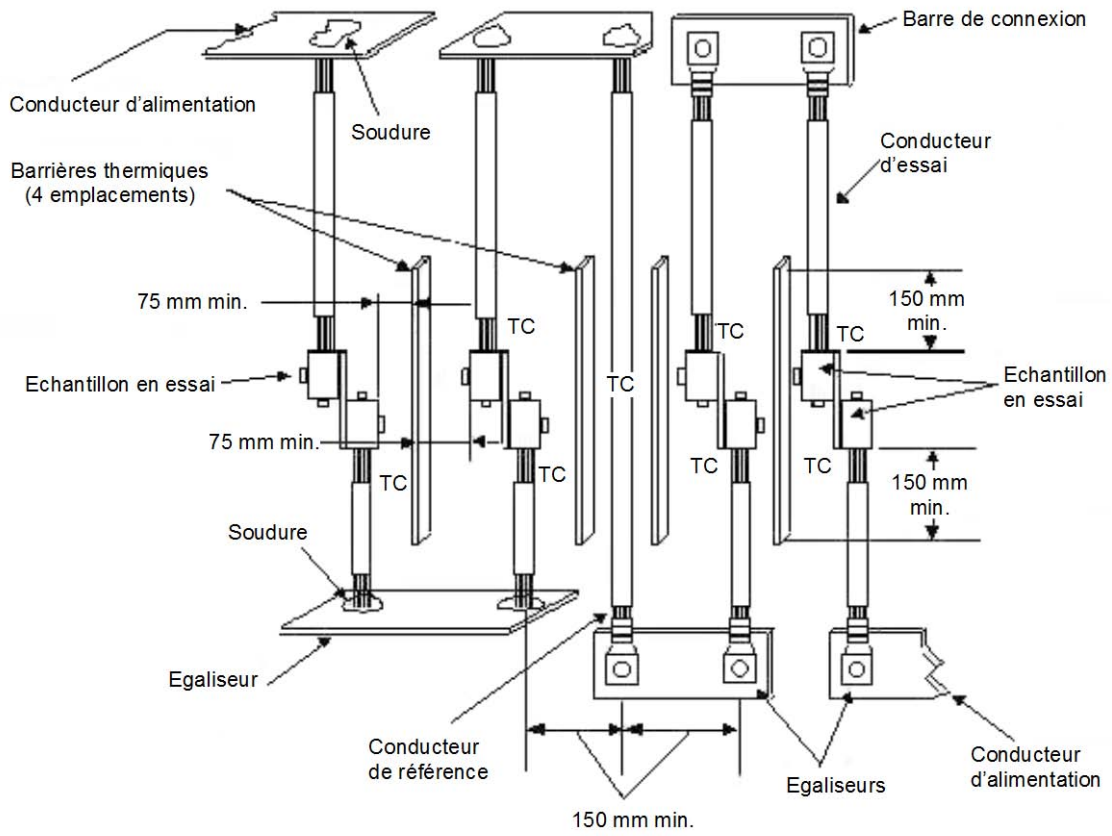 Barre de connexion
Conducteur d'alimentation
Soudure
Conducteur
d'essai
Barrières thermiques
(4 emplacements)
75 mm min.
150 mm
min.
TC
TC
TC
TC
Echantillon en essai
Echantillon
en essai
75 mm min.
TC
TC
TC
TC
150 mm
min.
Soudure
Egaliseur
Conducteur
de référence
Egaliseurs
Conducteur
d'alimentation
150 mm min.